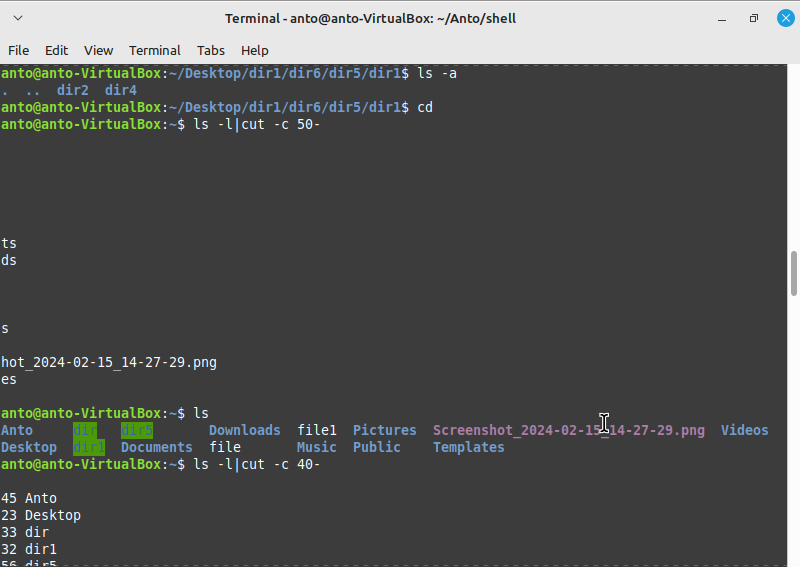 Terminal - anto@anto-VirtualBox: ~/Anto/shell
File Edit View Terminal Tabs Help
anto@anto-VirtualBox:~/Desktop/dir1/dir6/dir5/dir1$ ls -a
. .. dir2 dir4
anto@anto-VirtualBox:~/Desktop/dir1/dir6/dir5/dir1$ cd
anto@anto-VirtualBox:~$ ls -l|cut -c 50-
ts
ds
s
hot_2024-02-15_14-27-29.png
es
anto@anto-VirtualBox:~$ ls
Anto dir dir5 Downloads file1 Pictures Screenshot_2024-02-15_14-27-29.png Videos
Desktop dir1 Documents file Music Public Templates
anto@anto-VirtualBox:~$ ls -l|cut -c 40-
45 Anto
23 Desktop
33 dir
32 dir1
56 dir5